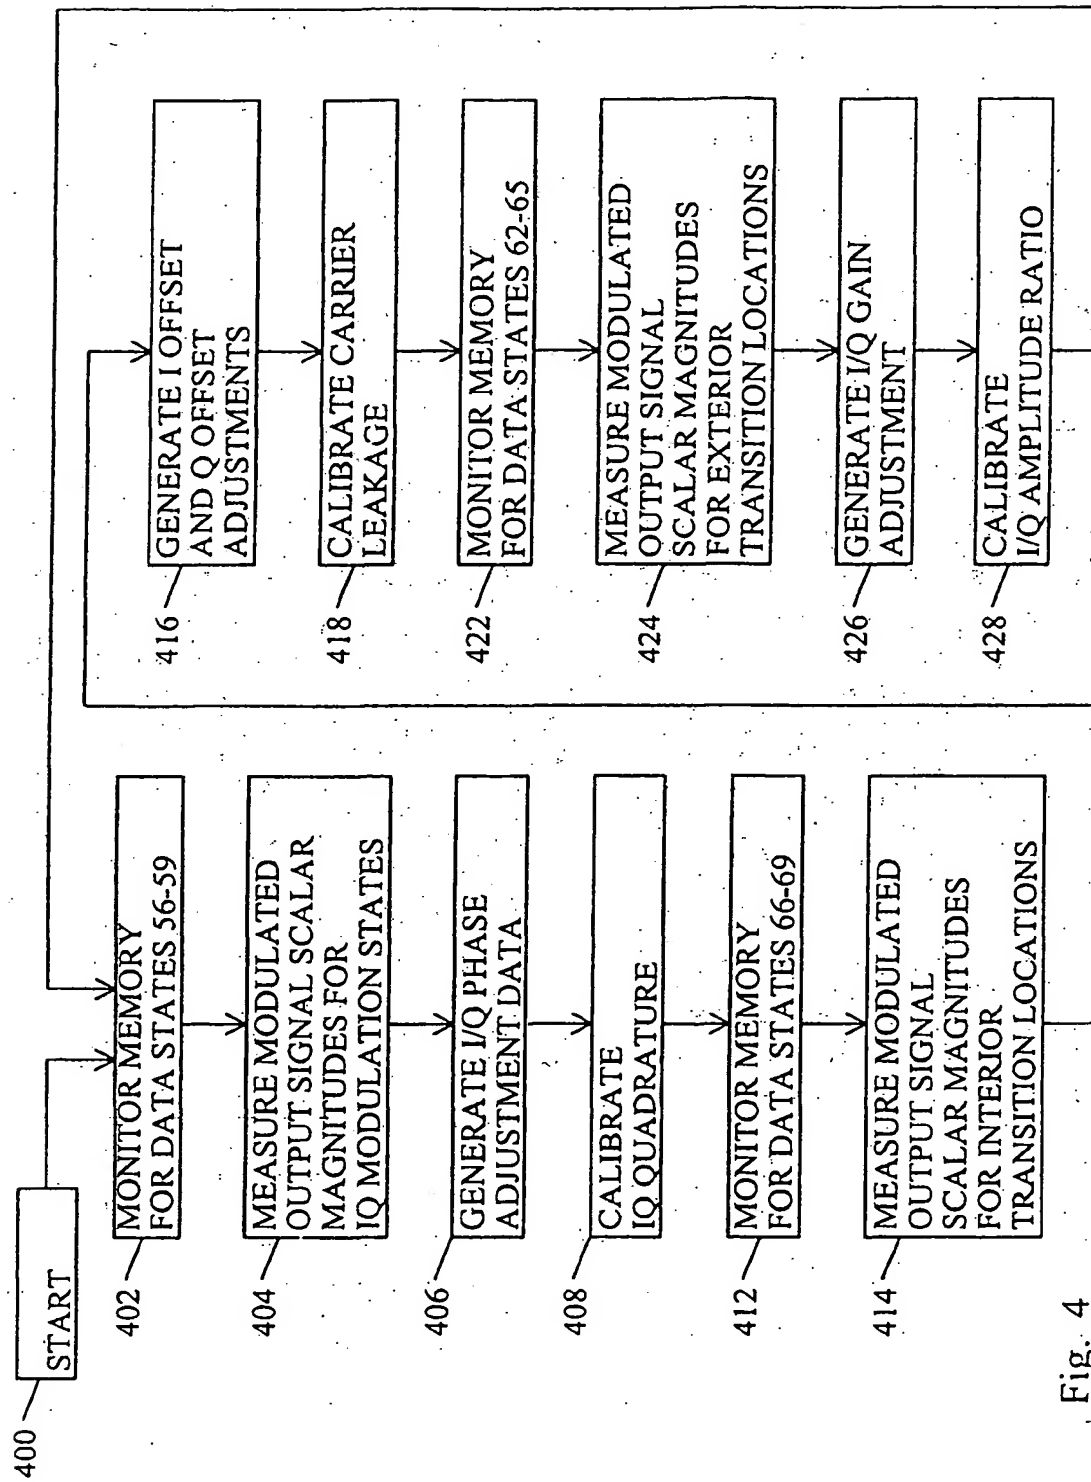 400
START
402
MONITOR MEMORY
FOR DATA STATES 56-59
404
MEASURE MODULATED
OUTPUT SIGNAL SCALAR
MAGNITUDES FOR
IQ MODULATION STATES
406
GENERATE I/Q PHASE
ADJUSTMENT DATA
408
CALIBRATE
IQ QUADRATURE
412
MONITOR MEMORY
FOR DATA STATES 66-69
414
MEASURE MODULATED
OUTPUT SIGNAL
SCALAR MAGNITUDES
FOR INTERIOR
TRANSITION LOCATIONS
416
GENERATE I OFFSET
AND Q OFFSET
ADJUSTMENTS
418
CALIBRATE CARRIER
LEAKAGE
422
MONITOR MEMORY
FOR DATA STATES 62-65
424
MEASURE MODULATED
OUTPUT SIGNAL
SCALAR MAGNITUDES
FOR EXTERIOR
TRANSITION LOCATIONS
426
GENERATE I/Q GAIN
ADJUSTMENT
428
CALIBRATE
I/Q AMPLITUDE RATIO
Fig. 4